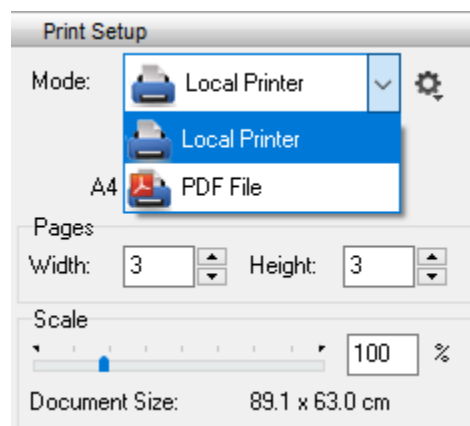 Print Setup
Mode: Local Printer
Local Printer
A4 PDF File
Pages
Width: 3 Height: 3
Scale
100 %
Document Size: 89.1 x 63.0 cm